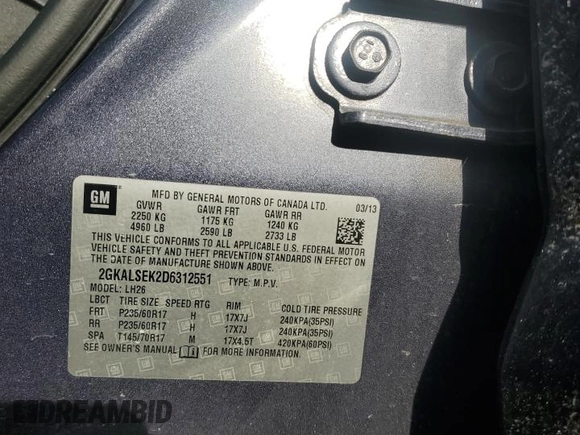 GM
MFD BY GENERAL MOTORS OF CANADA LTD.
03/13
GVWR GAWR FRT GAWR RR
2250 KG 1175 KG 1240 KG
4960 LB 2590 LB 2733 LB
THIS VEHICLE CONFORMS TO ALL APPLICABLE U.S. FEDERAL MOTOR
VEHICLE SAFETY AND THEFT PREVENTION STANDARDS IN EFFECT ON
THE DATE OF MANUFACTURE SHOWN ABOVE.
2GKALSEK2D6312551 TYPE: M.P.V.
MODEL: LH26
LBCT TIRE SIZE SPEED RTG RIM COLD TIRE PRESSURE
FRT P235/60R17 H 17X7J 240KPA(35PSI)
RR P235/60R17 H 17X7J 240KPA(35PSI)
SPA T145/70R17 M 17X4.5T 420KPA(60PSI)
SEE OWNER'S MANUAL FOR MORE INFORMATION
DREAMBID